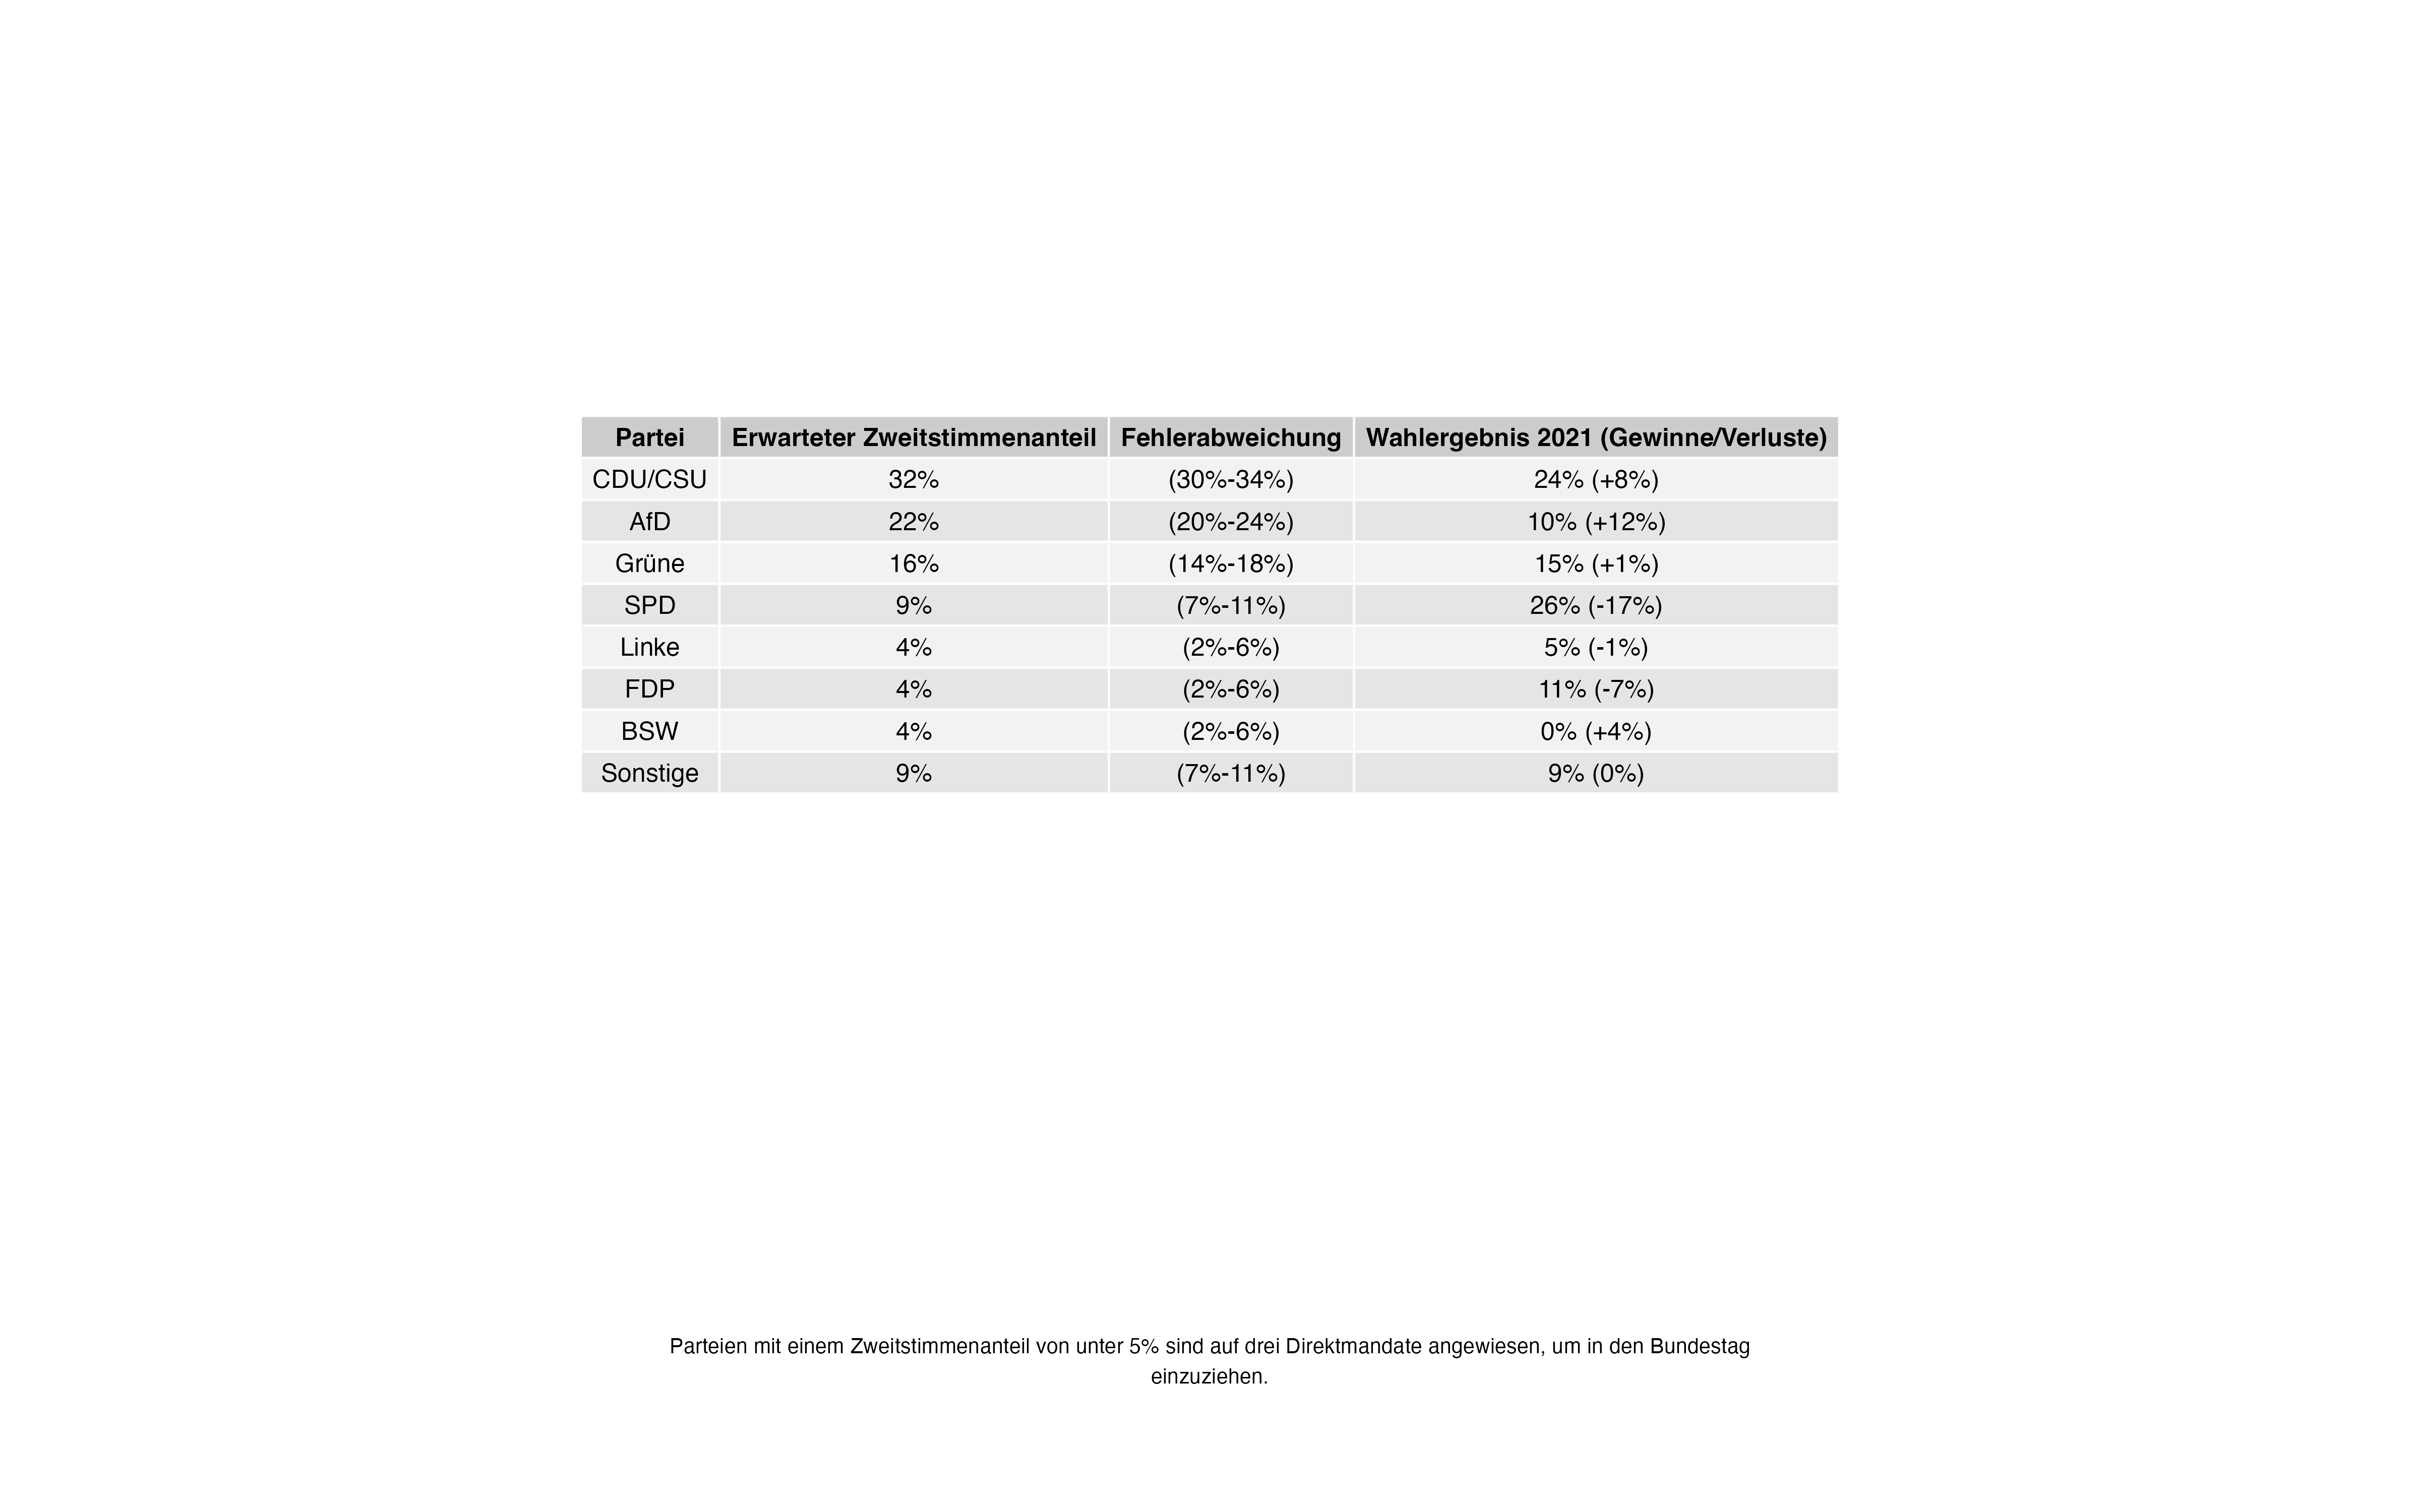 Partei Erwarteter Zweitstimmenanteil Fehlerabweichung Wahlergebnis 2021 (Gewinne/Verluste)
CDU/CSU 32% (30%-34%) 24% (+8%)
AfD 22% (20%-24%) 10% (+12%)
Grüne 16% (14%-18%) 15% (+1%)
SPD 9% (7%-11%) 26% (-17%)
Linke 4% (2%-6%) 5% (-1%)
FDP 4% (2%-6%) 11% (-7%)
BSW 4% (2%-6%) 0% (+4%)
Sonstige 9% (7%-11%) 9% (0%)
Parteien mit einem Zweitstimmenanteil von unter 5% sind auf drei Direktmandate angewiesen, um in den Bundestag
einzuziehen.